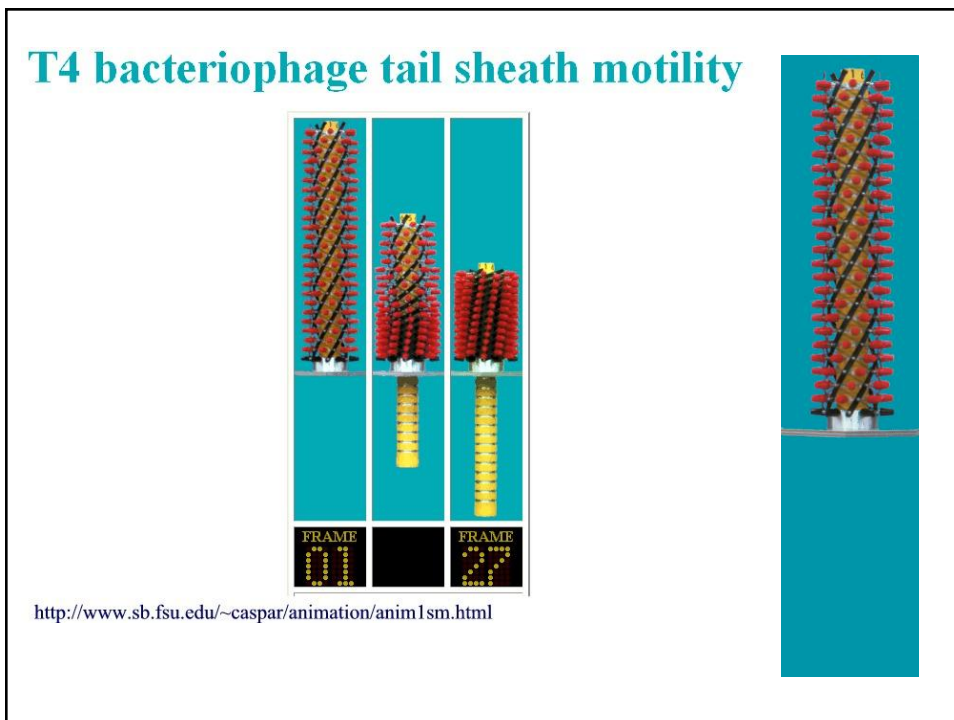 T4 bacteriophage tail sheath motility
FRAME
01
FRAME
27
http://www.sb.fsu.edu/~caspar/animation/anim1sm.html